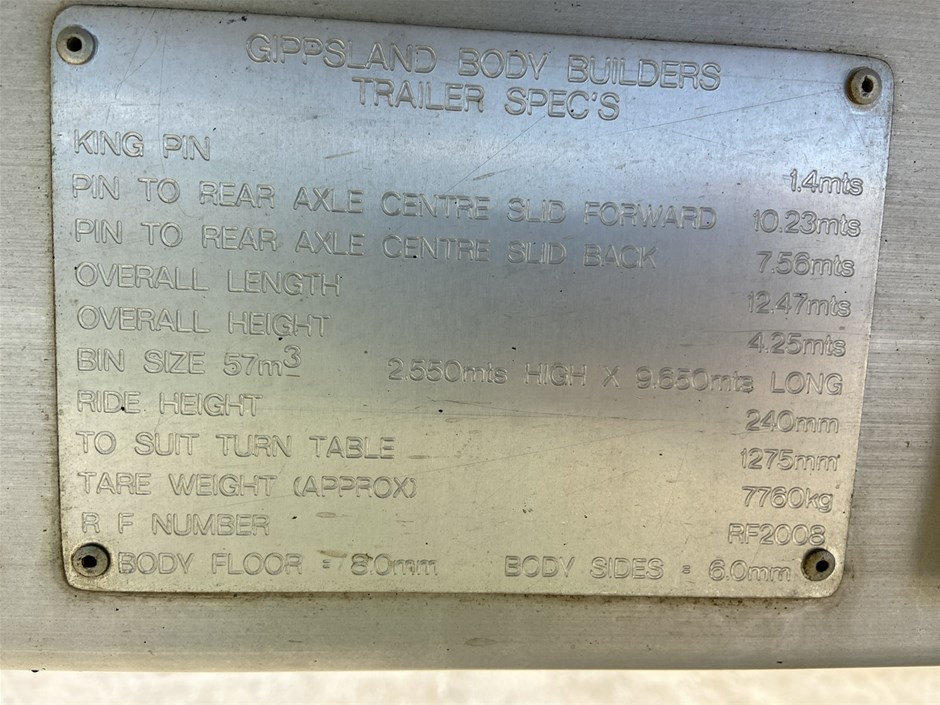 GIPPSLAND BODY BUILDERS
TRAILER SPEC'S
KING PIN 1.4mts
PIN TO REAR AXLE CENTRE SLID FORWARD 10.23mts
PIN TO REAR AXLE CENTRE SLID BACK 7.56mts
OVERALL LENGTH 12.47mts
OVERALL HEIGHT 4.25mts
BIN SIZE 57m³ 2.550mts HIGH X 9.650mts LONG
RIDE HEIGHT 240mm
TO SUIT TURN TABLE 1275mm
TARE WEIGHT (APPROX) 7760kg
R F NUMBER RF2008
BODY FLOOR = 8.0mm BODY SIDES = 6.0mm